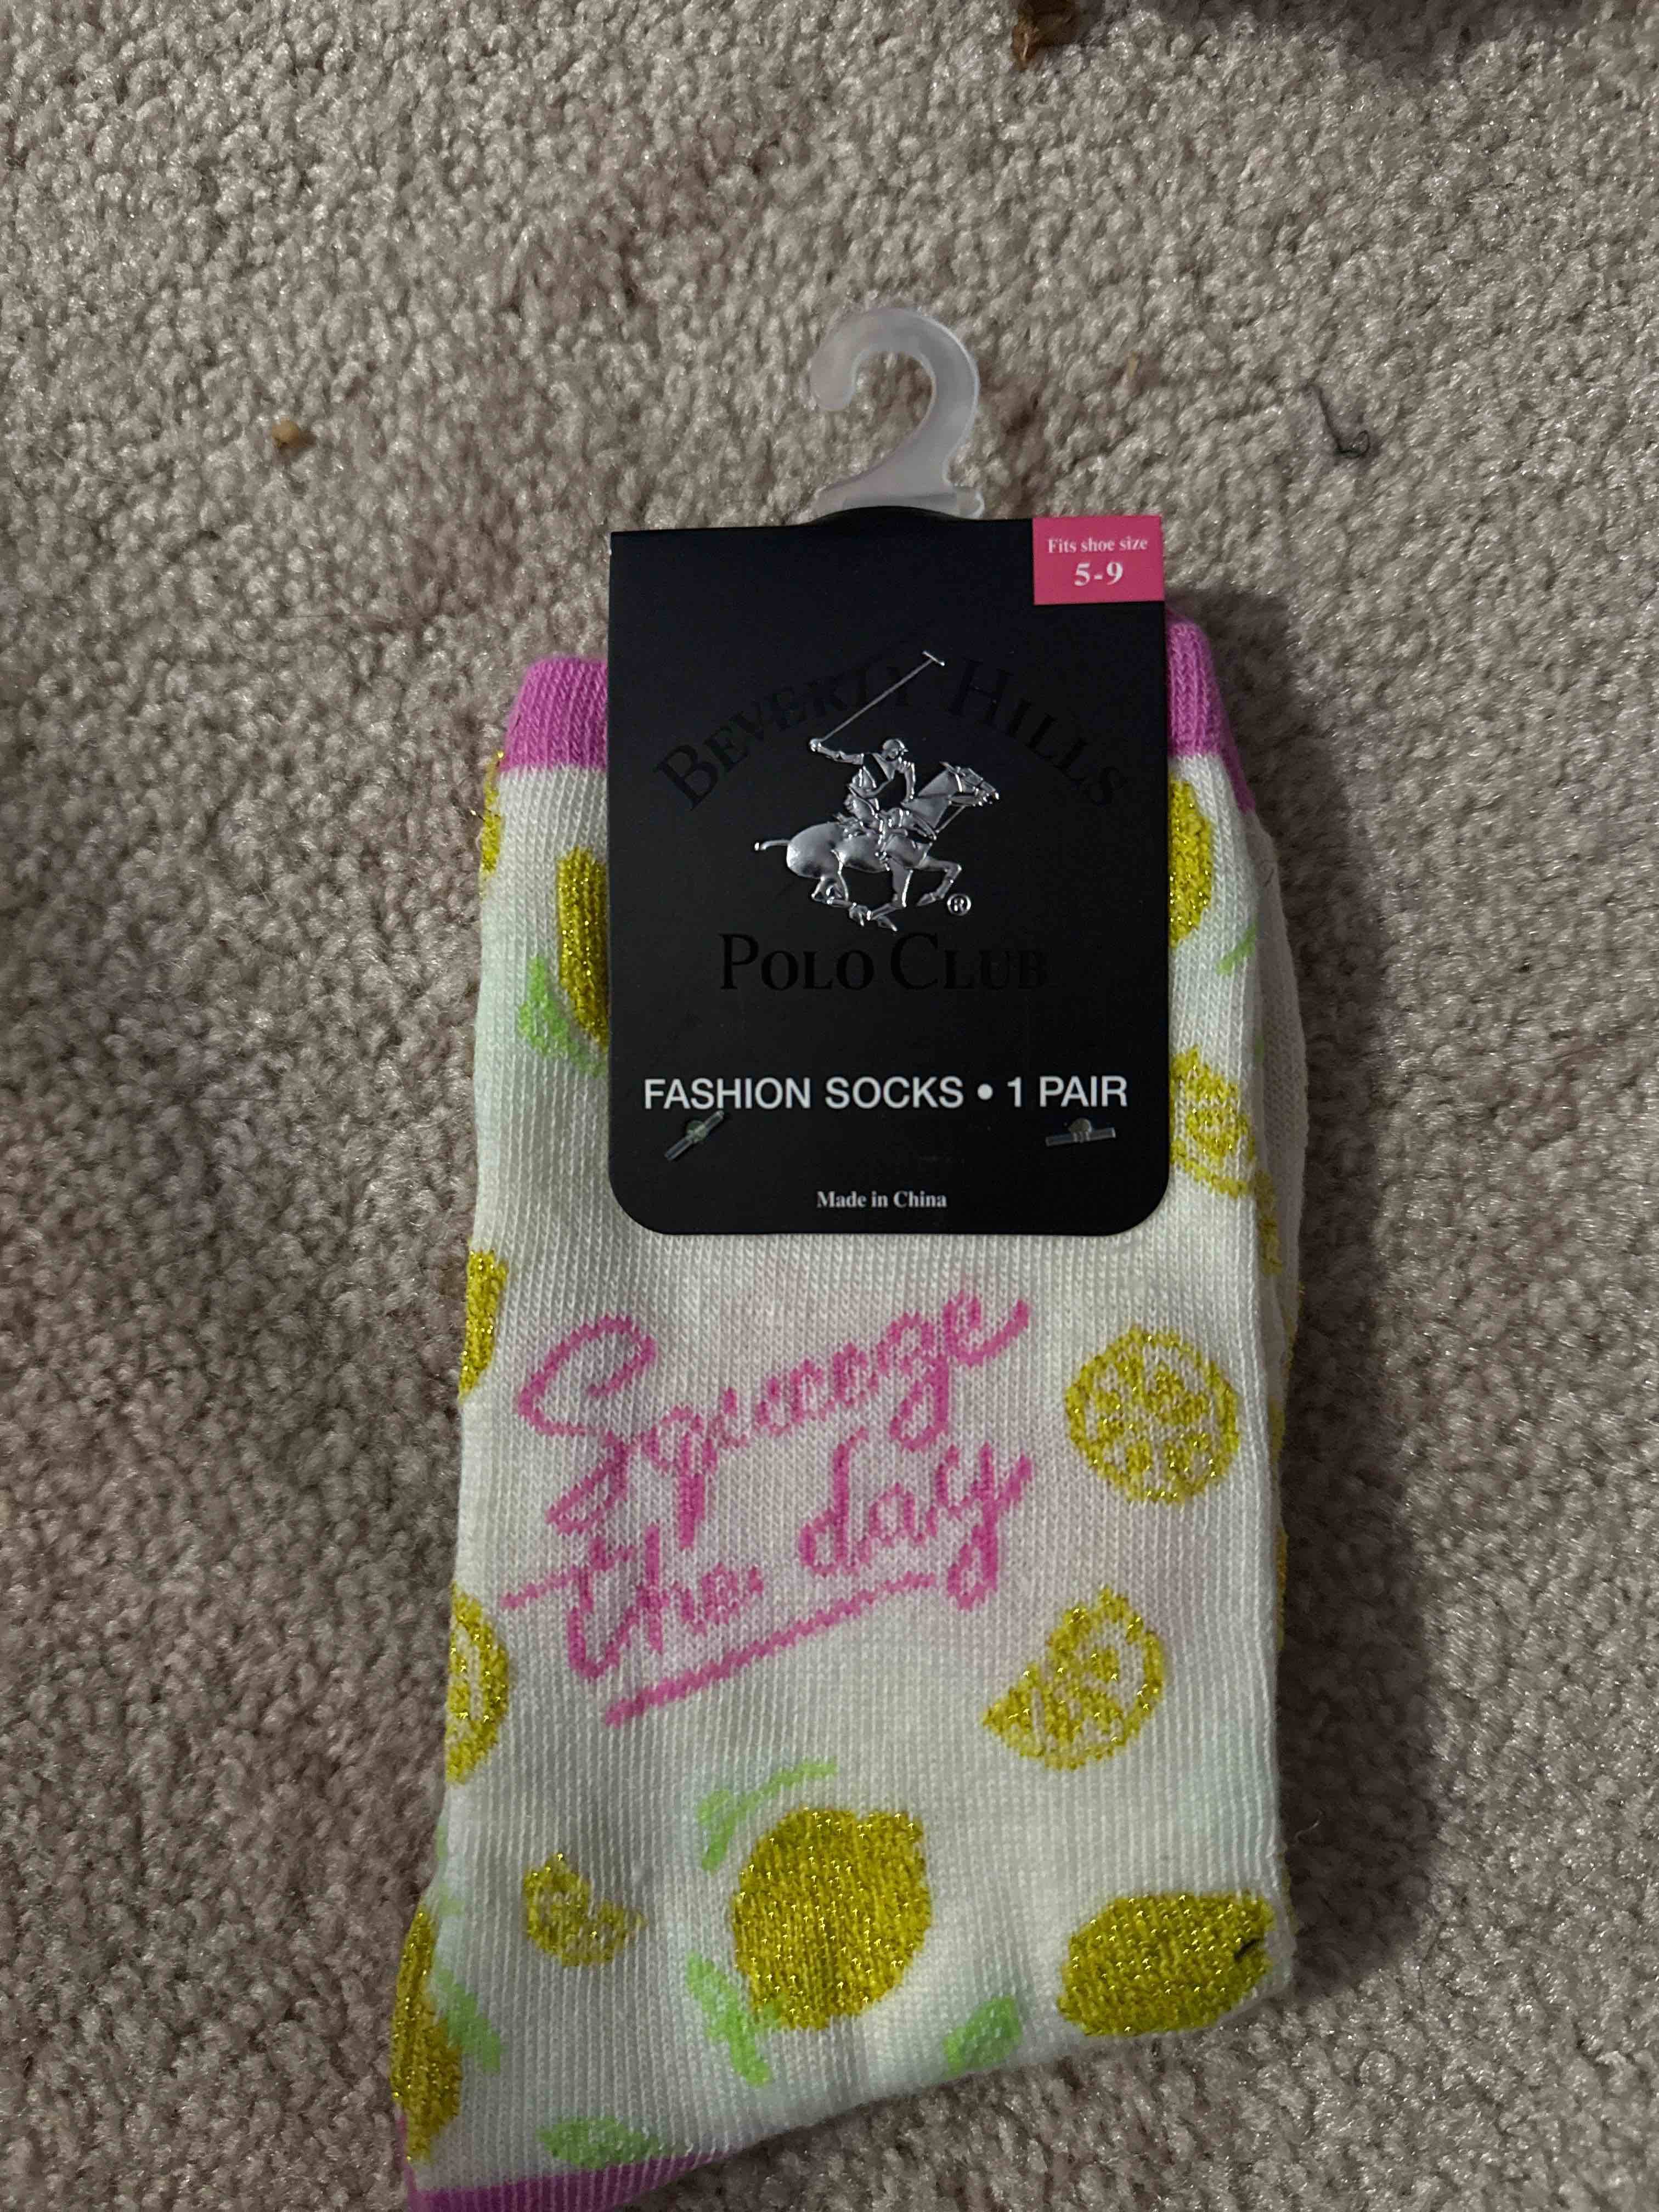 Fits shoe size
5-9
BEVERLY HILLS
®
POLO CLUB
FASHION SOCKS • 1 PAIR
Made in China
Squeeze
the day